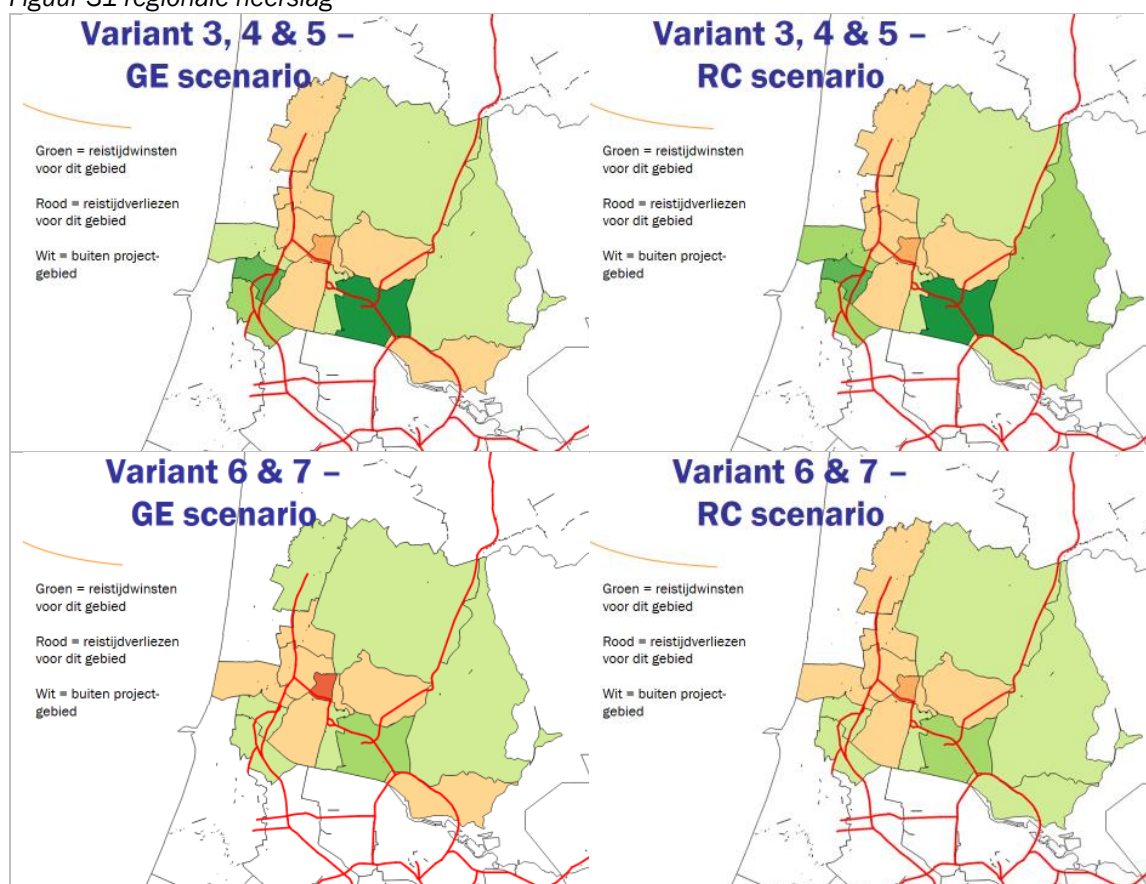 Figuur S1 regionale neerslag
Variant 3, 4 & 5 –
GE scenario
Groen = reistijdwinsten
voor dit gebied
Rood = reistijdverliezen
voor dit gebied
Wit = buiten project-
gebied
Variant 3, 4 & 5 –
RC scenario
Groen = reistijdwinsten
voor dit gebied
Rood = reistijdverliezen
voor dit gebied
Wit = buiten project-
gebied
Variant 6 & 7 –
GE scenario
Groen = reistijdwinsten
voor dit gebied
Rood = reistijdverliezen
voor dit gebied
Wit = buiten project-
gebied
Variant 6 & 7 –
RC scenario
Groen = reistijdwinsten
voor dit gebied
Rood = reistijdverliezen
voor dit gebied
Wit = buiten project-
gebied